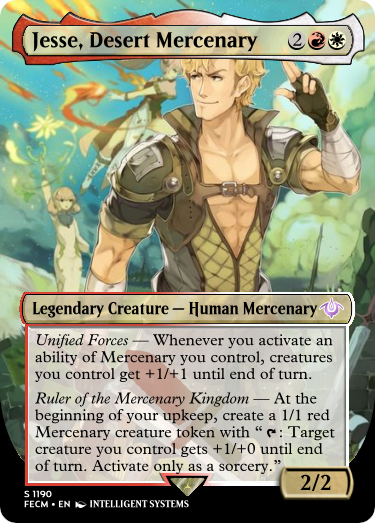 Jesse, Desert Mercenary 2
Legendary Creature — Human Mercenary
Unified Forces — Whenever you activate an
ability of Mercenary you control, creatures
you control get +1/+1 until end of turn.
Ruler of the Mercenary Kingdom — At the
beginning of your upkeep, create a 1/1 red
Mercenary creature token with “ : Target
creature you control gets +1/+0 until end
of turn. Activate only as a sorcery.”
2/2
S 1190
FECM • EN INTELLIGENT SYSTEMS